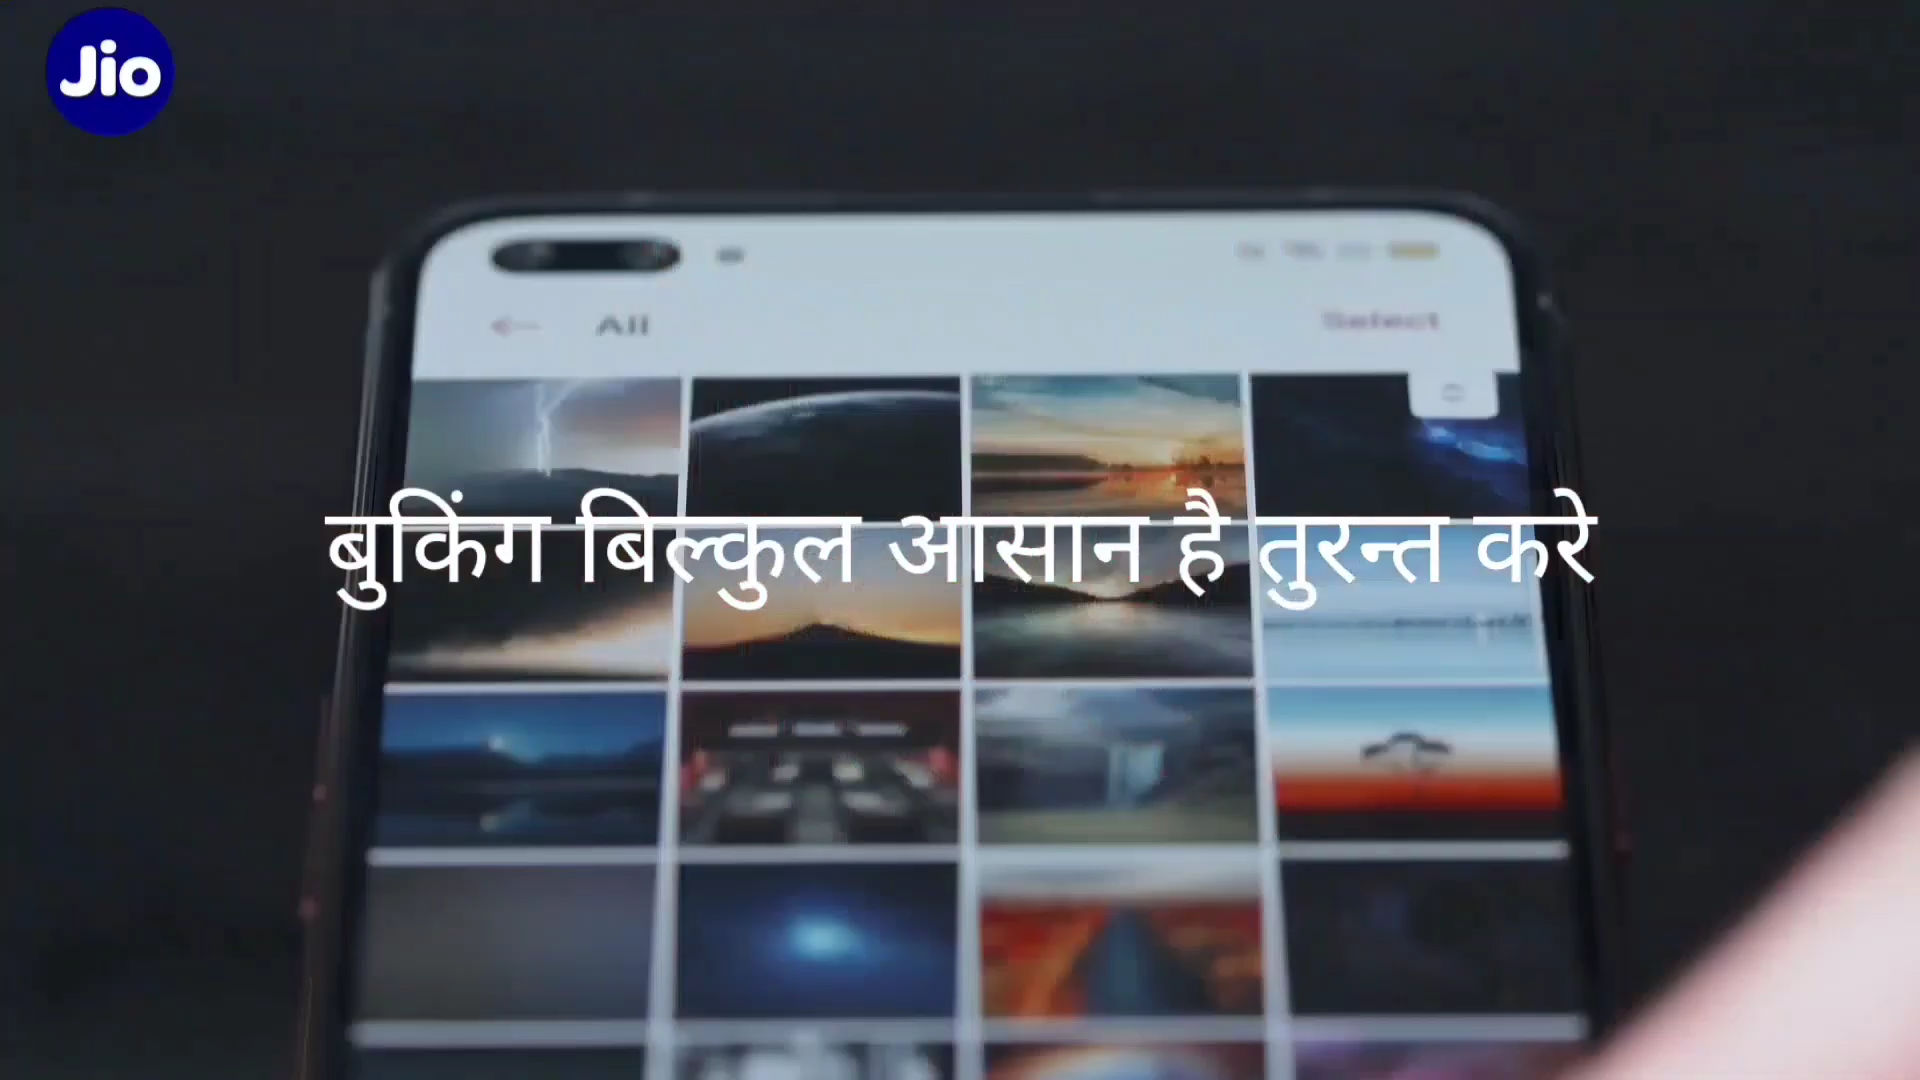 Jio
All
Select
बुकिंग बिल्कुल आसान है तुरन्त करे